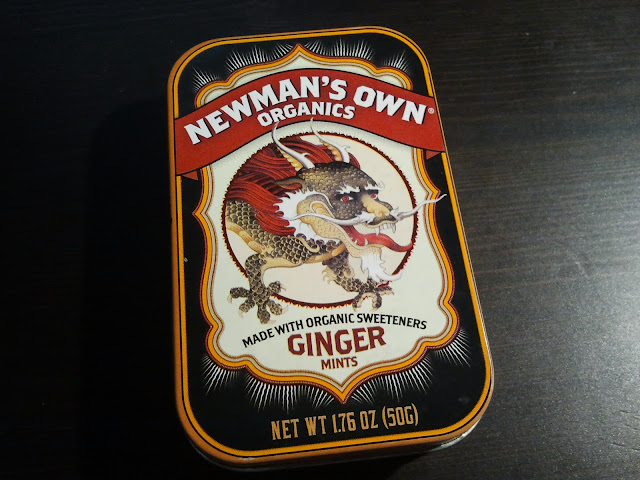 NEWMAN'S OWN®
ORGANICS
MADE WITH ORGANIC SWEETENERS
GINGER
MINTS
NET WT 1.76 OZ (50G)